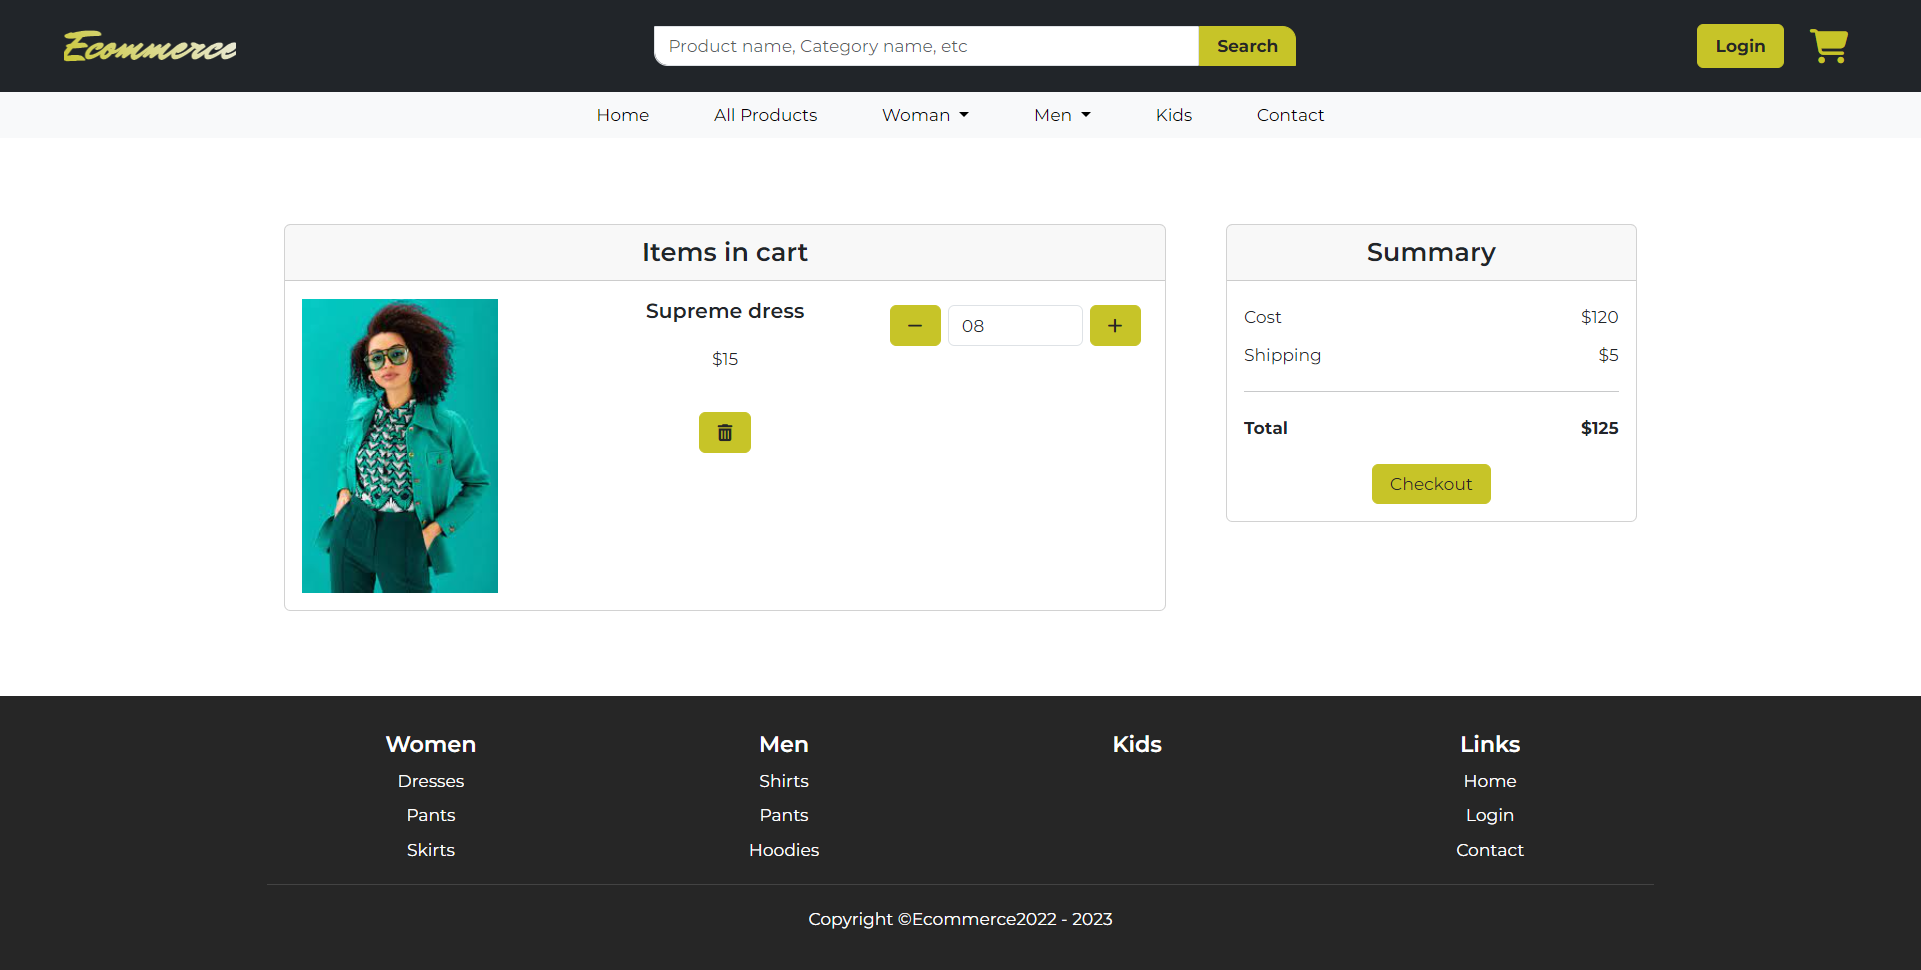 Ecommerce
Product name, Category name, etc
Search
Login
Home All Products Woman Men Kids Contact
Items in cart
Supreme dress
$15
08
Summary
Cost $120
Shipping $5
Total $125
Checkout
Women
Dresses
Pants
Skirts
Men
Shirts
Pants
Hoodies
Kids
Links
Home
Login
Contact
Copyright ©Ecommerce2022 - 2023